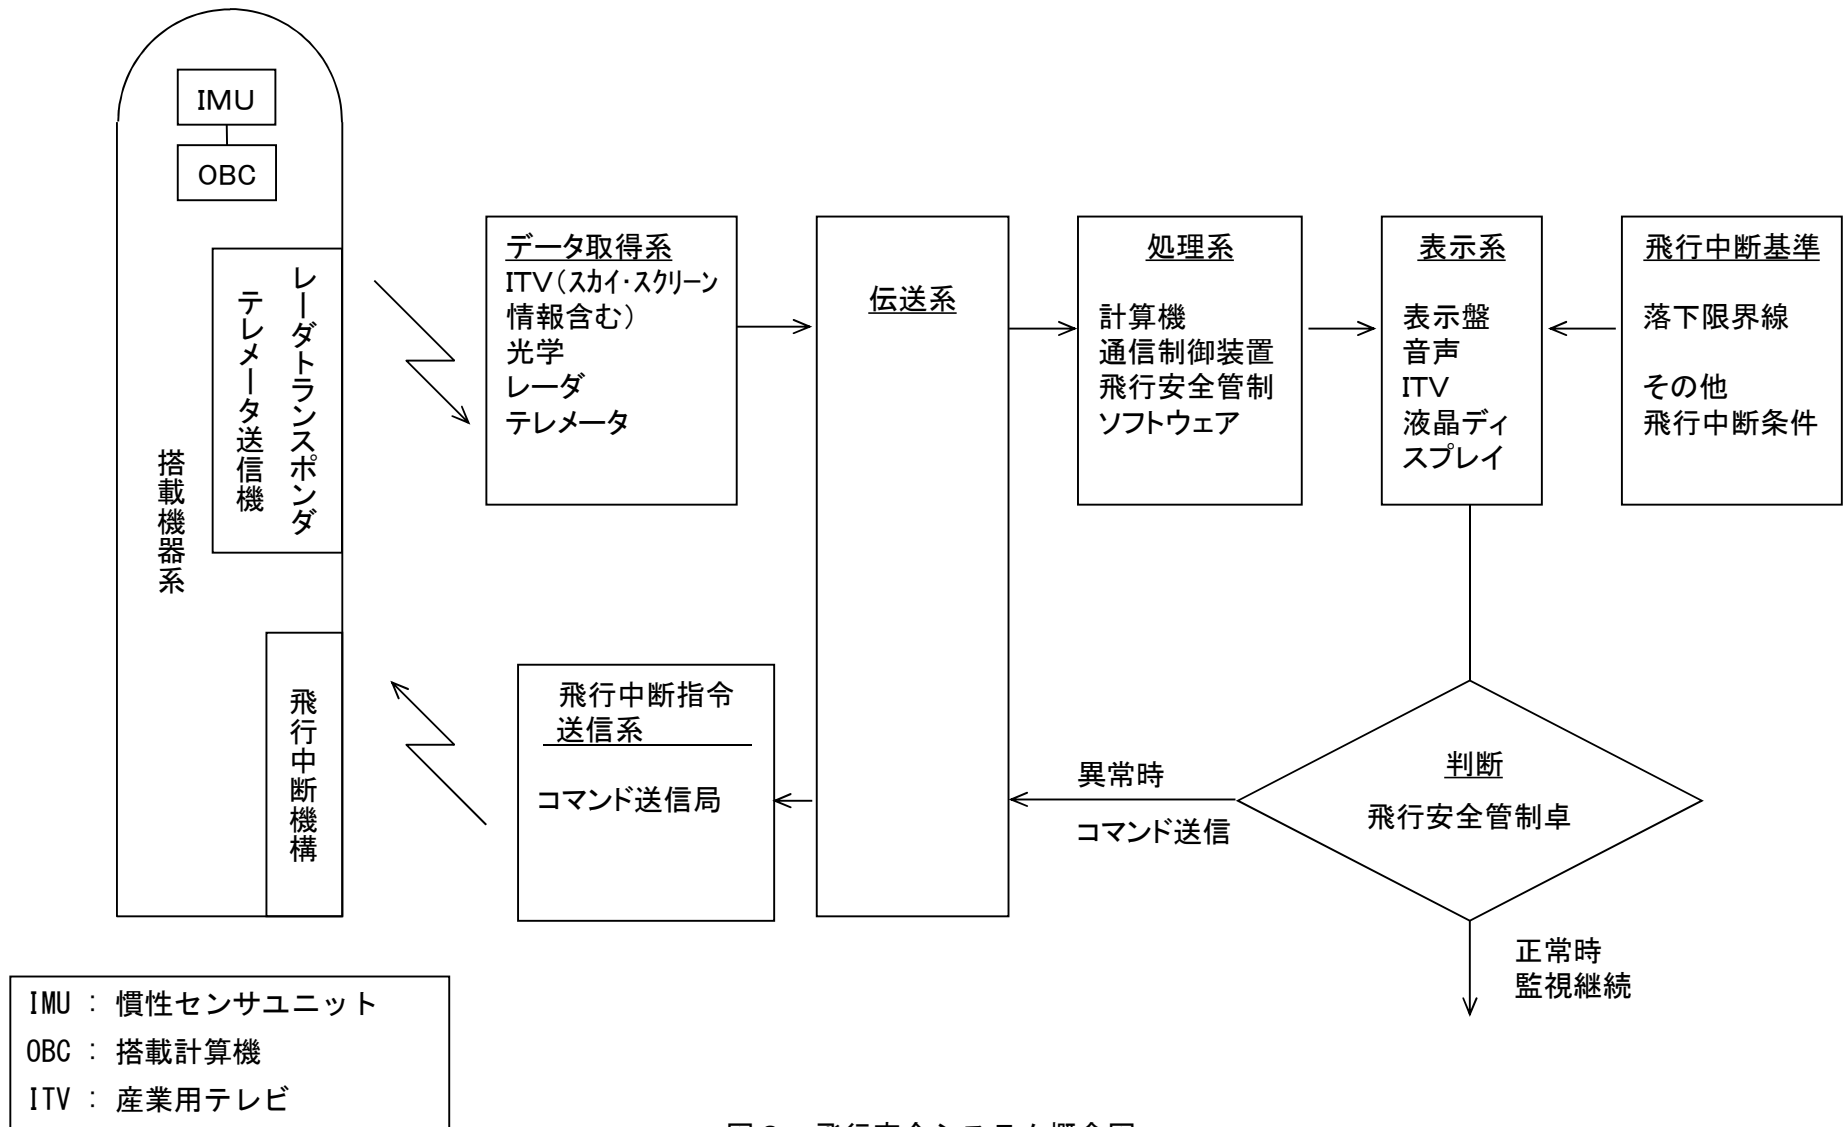 IMU
OBC
レーダトランスポンダ
テレメータ送信機
搭載機器系
飛行中断機構
データ取得系
ITV(スカイ・スクリーン
情報含む)
光学
レーダ
テレメータ
伝送系
処理系
計算機
通信制御装置
飛行安全管制
ソフトウェア
表示系
表示盤
音声
ITV
液晶ディ
スプレイ
飛行中断基準
落下限界線
その他
飛行中断条件
飛行中断指令
送信系
コマンド送信局
異常時
コマンド送信
判断
飛行安全管制卓
正常時
監視継続
IMU : 慣性センサユニット
OBC : 搭載計算機
ITV : 産業用テレビ